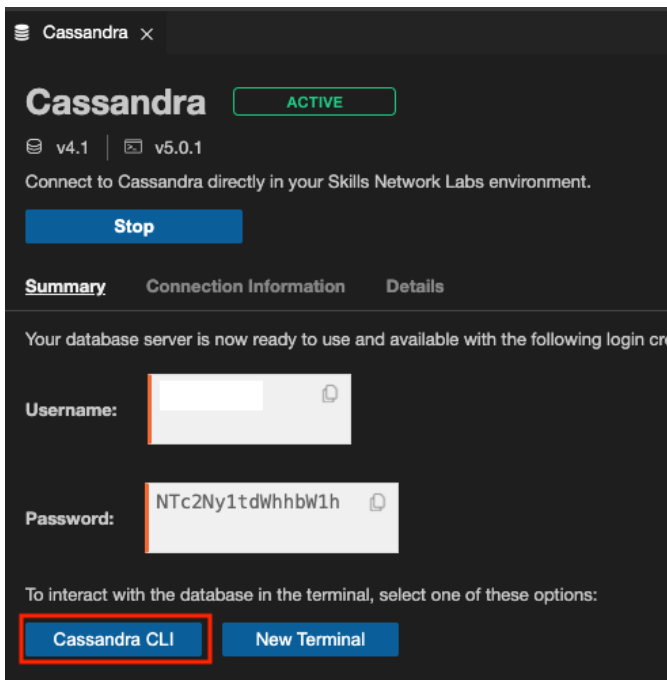 Cassandra
Cassandra ACTIVE
v4.1 v5.0.1
Connect to Cassandra directly in your Skills Network Labs environment.
Stop
Summary Connection Information Details
Your database server is now ready to use and available with the following login cre
Username:
NTc2Ny1tdWhhbW1h
Password:
To interact with the database in the terminal, select one of these options:
Cassandra CLI New Terminal